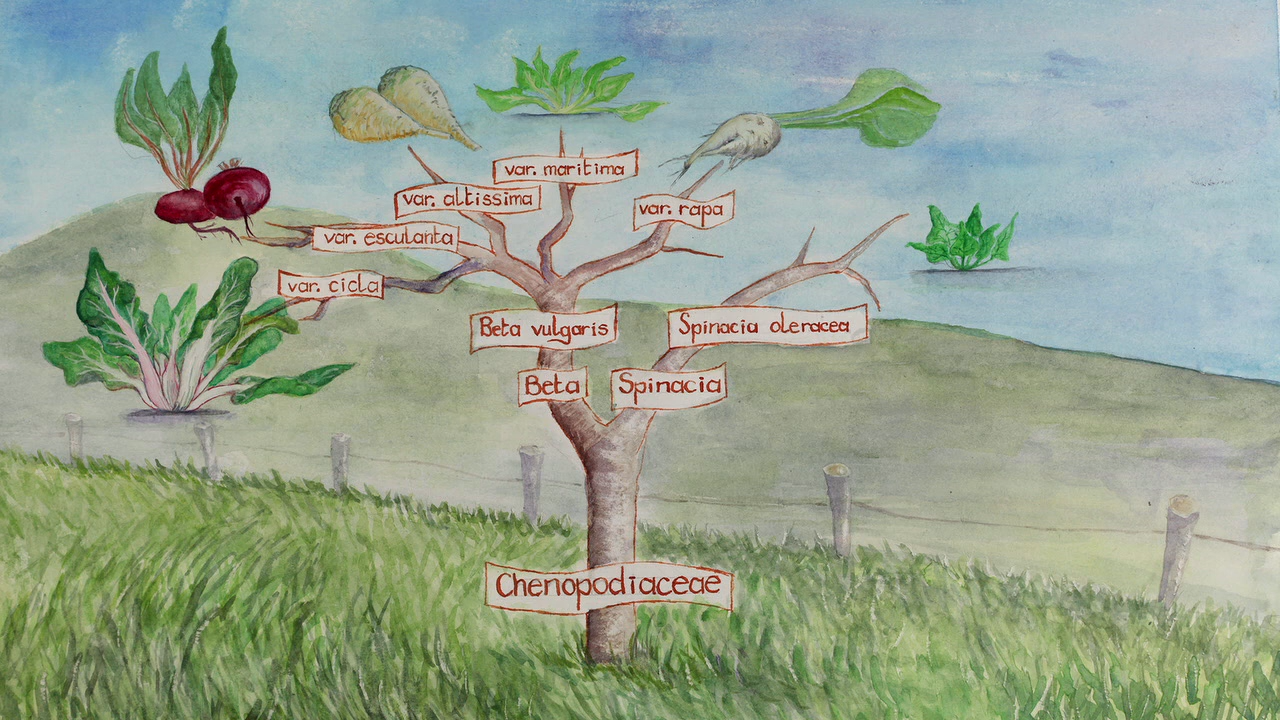 var. maritima
var. altissima
var. rapa
var. esculanta
var. cicla
Beta vulgaris
Spinacia oleracea
Beta
Spinacia
Chenopodiaceae